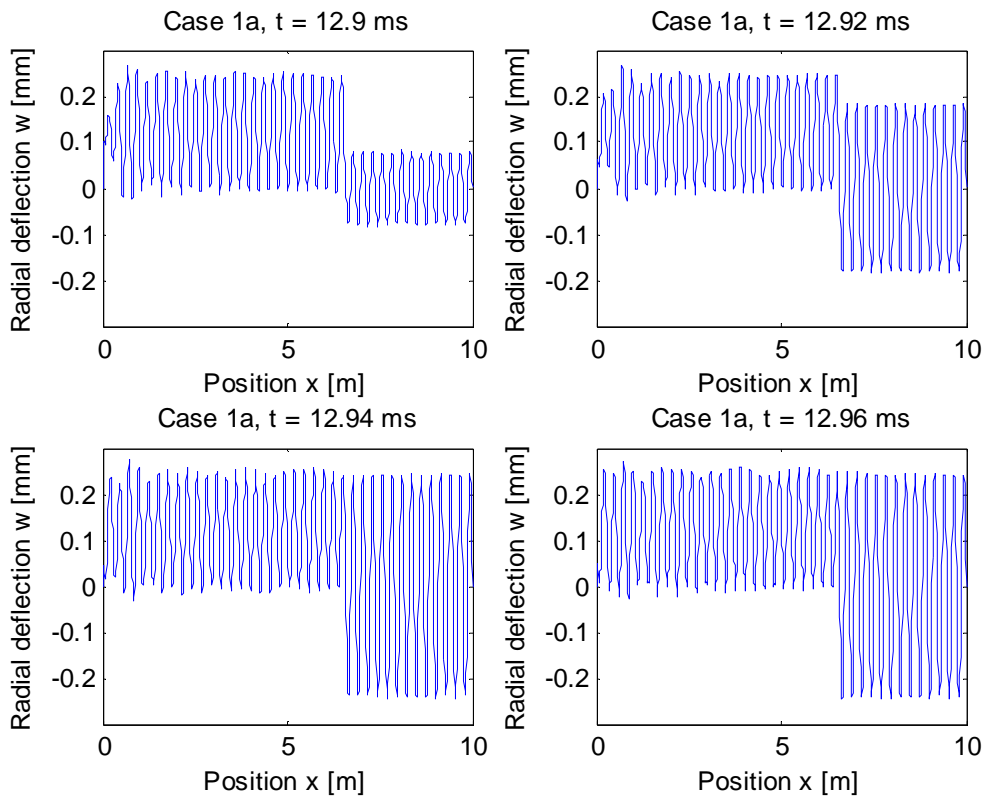 Case 1a, t = 12.9 ms
Radial deflection w [mm]
0.2
0.1
0
-0.1
-0.2
0 5 10
Position x [m]
Case 1a, t = 12.92 ms
Radial deflection w [mm]
0.2
0.1
0
-0.1
-0.2
0 5 10
Position x [m]
Case 1a, t = 12.94 ms
Radial deflection w [mm]
0.2
0.1
0
-0.1
-0.2
0 5 10
Position x [m]
Case 1a, t = 12.96 ms
Radial deflection w [mm]
0.2
0.1
0
-0.1
-0.2
0 5 10
Position x [m]